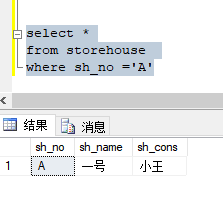 select *
from storehouse
where sh_no ='A'
结果 消息
sh_no sh_name sh_cons
1 A 一号 小王